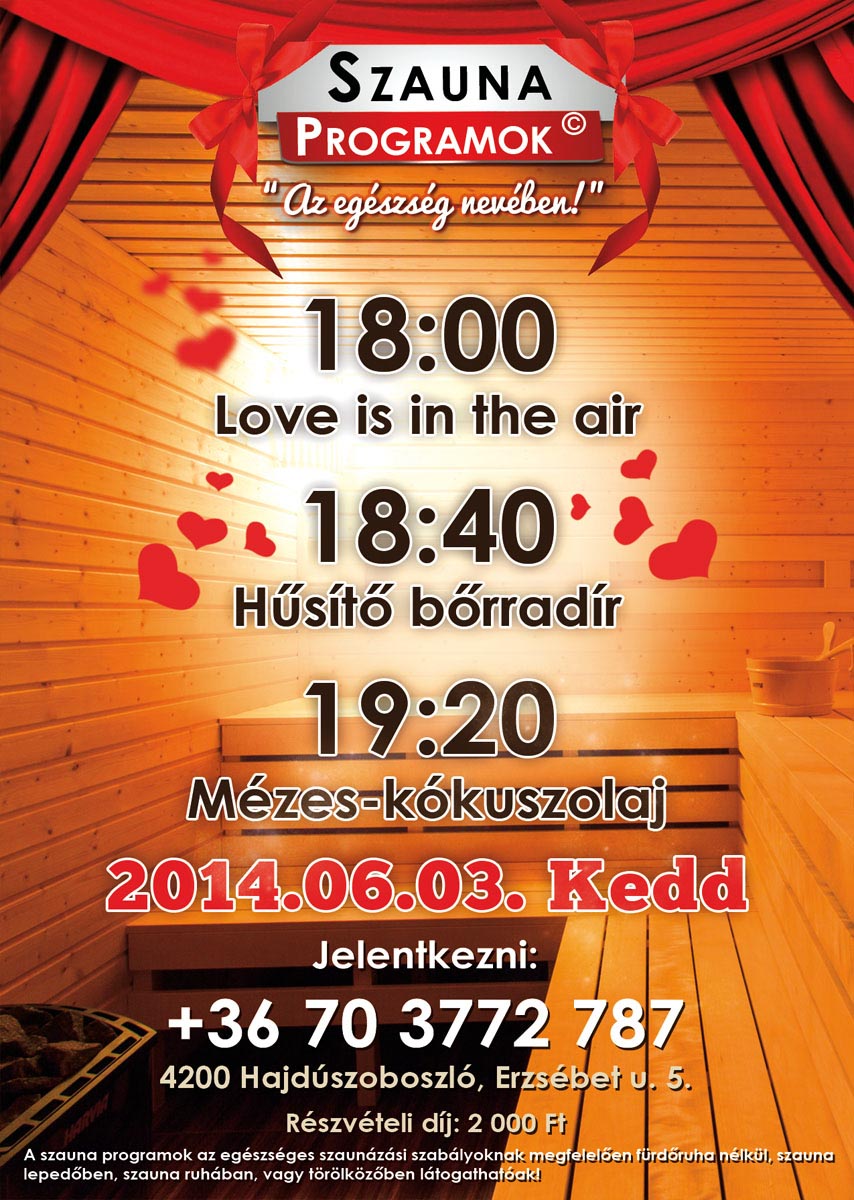 SZAUNA
PROGRAMOK©
"Az egészség nevében!"
18:00
Love is in the air
18:40
Hűsítő bőrradír
19:20
Mézes-kókuszolaj
2014.06.03. Kedd
Jelentkezni:
+36 70 3772 787
4200 Hajdúszoboszló, Erzsébet u. 5.
Részvételi díj: 2 000 Ft
A szauna programok az egészséges szaunázási szabályoknak megfelelően fürdőruha nélkül, szauna
lepedőben, szauna ruhában, vagy törölközőben látogathatóak!
HARVIA